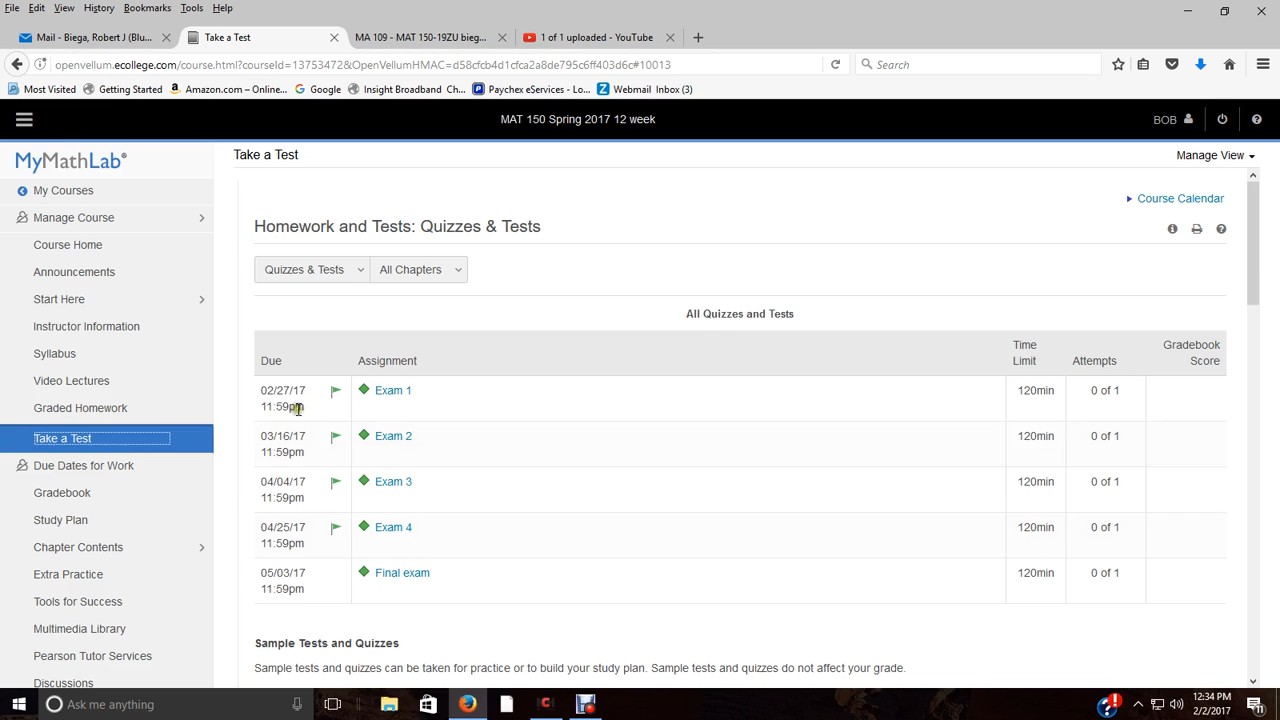 File Edit View History Bookmarks Tools Help
Mail - Biega, Robert J (Blu...
Take a Test
MA 109 - MAT 150-19ZU bieg...
1 of 1 uploaded - YouTube
openvellum.ecollege.com/course.html?courseId=13753472&OpenVellumHMAC=d58cfcb4d1cfca2a8de795c6ff403d6c#10013
Search
Most Visited Getting Started Amazon.com – Online... Google Insight Broadband Ch... Paychex eServices - Lo... Webmail Inbox (3)
MAT 150 Spring 2017 12 week
BOB
MyMathLab®
My Courses
Manage Course
Course Home
Announcements
Start Here
Instructor Information
Syllabus
Video Lectures
Graded Homework
Take a Test
Due Dates for Work
Gradebook
Study Plan
Chapter Contents
Extra Practice
Tools for Success
Multimedia Library
Pearson Tutor Services
Discussions
Take a Test
Manage View
Course Calendar
Homework and Tests: Quizzes & Tests
Quizzes & Tests All Chapters
All Quizzes and Tests
Due Assignment Time Limit Attempts Gradebook Score
02/27/17 11:59pm Exam 1 120min 0 of 1
03/16/17 11:59pm Exam 2 120min 0 of 1
04/04/17 11:59pm Exam 3 120min 0 of 1
04/25/17 11:59pm Exam 4 120min 0 of 1
05/03/17 11:59pm Final exam 120min 0 of 1
Sample Tests and Quizzes
Sample tests and quizzes can be taken for practice or to build your study plan. Sample tests and quizzes do not affect your grade.
Ask me anything
12:34 PM
2/2/2017